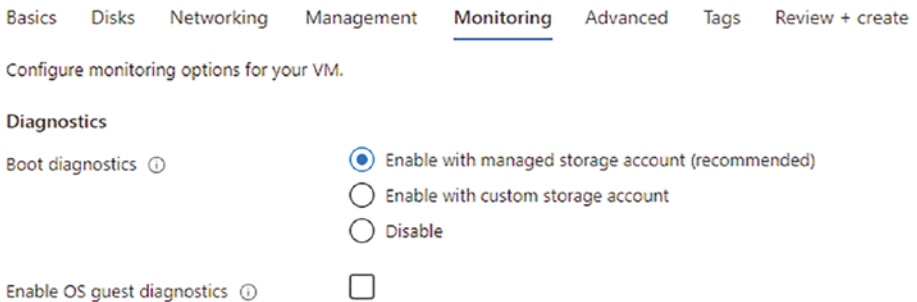 Basics Disks Networking Management Monitoring Advanced Tags Review + create
Configure monitoring options for your VM.
Diagnostics
Boot diagnostics Enable with managed storage account (recommended)
Enable with custom storage account
Disable
Enable OS guest diagnostics